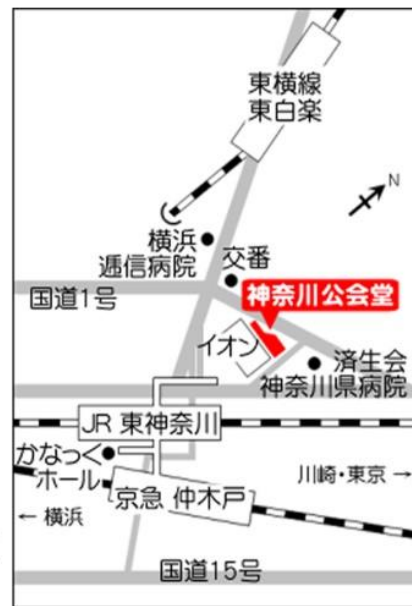 東横線
東白楽
N
横浜
逓信病院
交番
国道1号
神奈川公会堂
イオン
済生会
神奈川県病院
JR 東神奈川
かなっく
ホール
川崎・東京 →
京急 仲木戸
← 横浜
国道15号